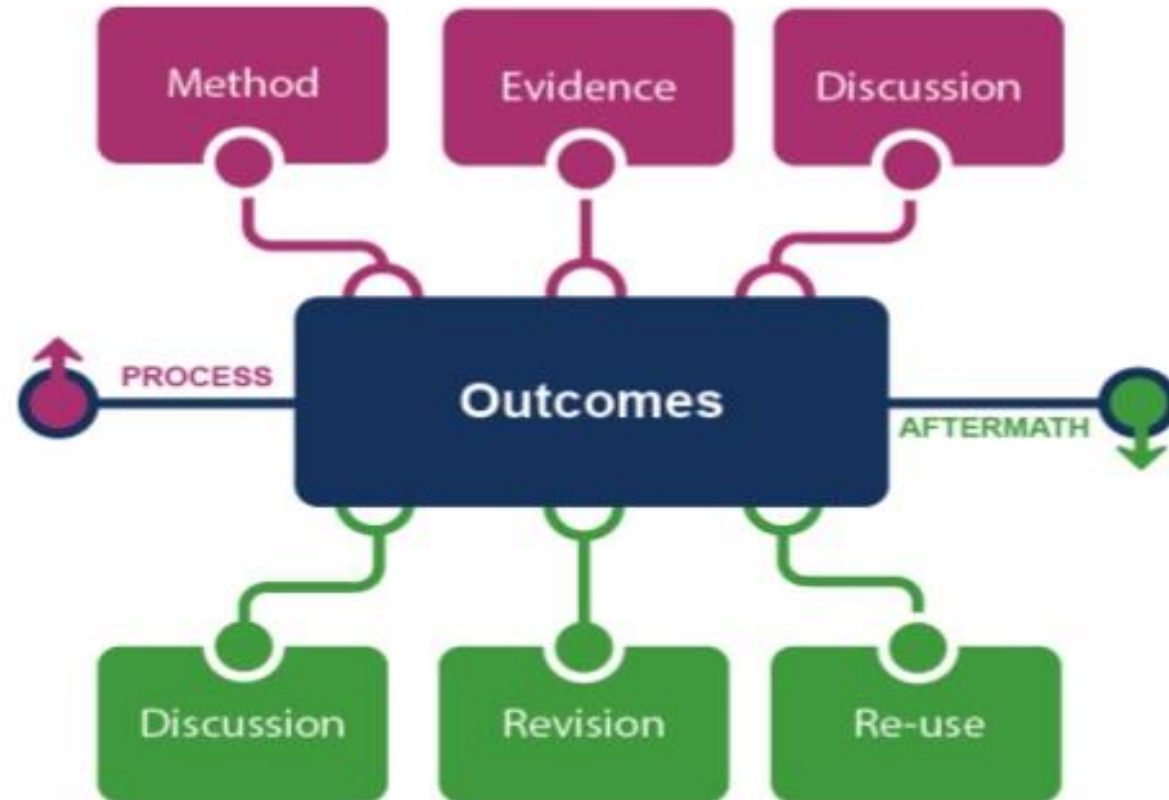 Method
Evidence
Discussion
PROCESS
Outcomes
AFTERMATH
Discussion
Revision
Re-use